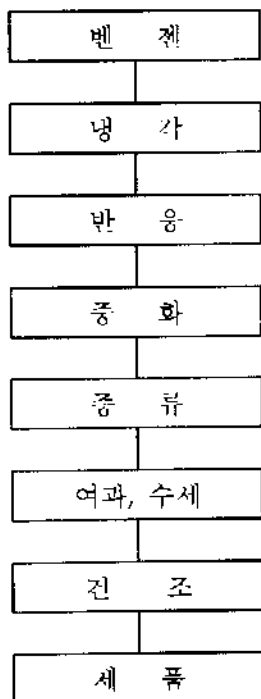 벤 젠
냉 각
반 응
중 화
증 류
여과, 수세
건 조
제 품